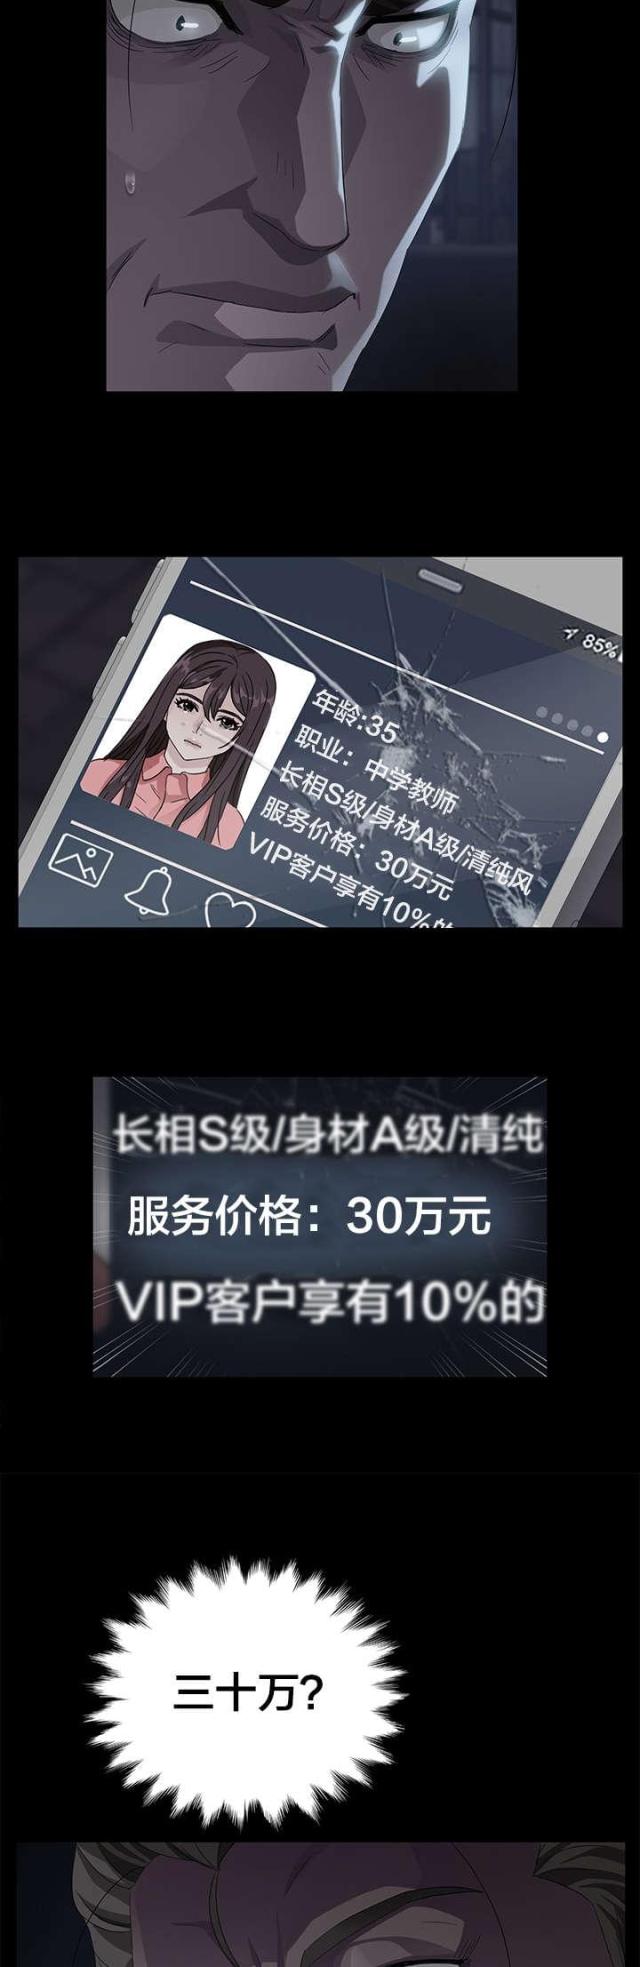 85%
年龄:35
职业：中学教师
长相S级/身材A级/清纯风
服务价格：30万元
VIP客户享有10%的
长相S级/身材A级/清纯
服务价格：30万元
VIP客户享有10%的
三十万?